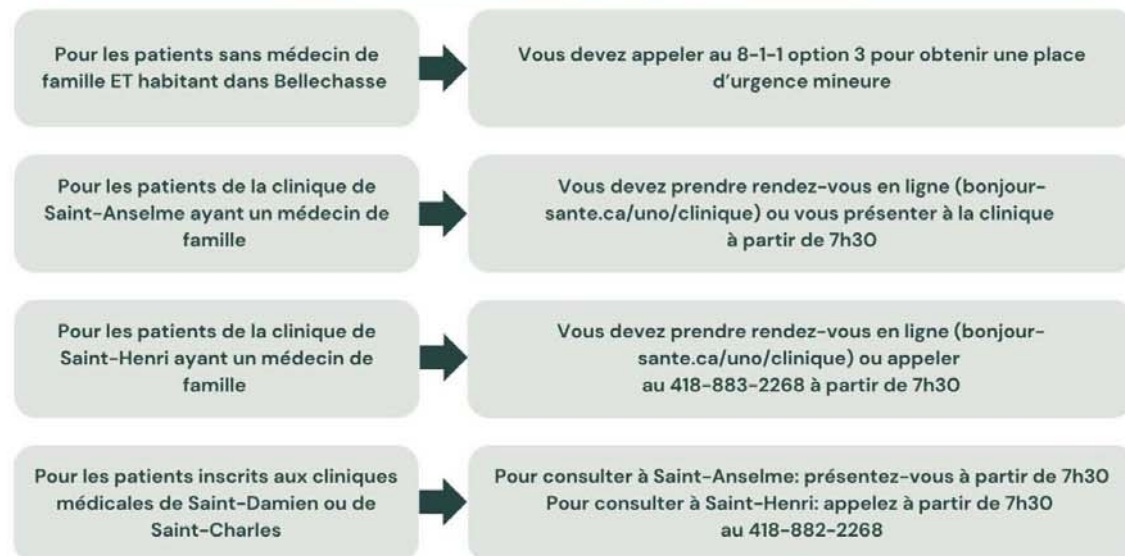 Pour les patients sans médecin de
famille ET habitant dans Bellechasse
Vous devez appeler au 8-1-1 option 3 pour obtenir une place
d'urgence mineure
Pour les patients de la clinique de
Saint-Anselme ayant un médecin de
famille
Vous devez prendre rendez-vous en ligne (bonjour-
sante.ca/uno/clinique) ou vous présenter à la clinique
à partir de 7h30
Pour les patients de la clinique de
Saint-Henri ayant un médecin de
famille
Vous devez prendre rendez-vous en ligne (bonjour-
sante.ca/uno/clinique) ou appeler
au 418-883-2268 à partir de 7h30
Pour les patients inscrits aux cliniques
médicales de Saint-Damien ou de
Saint-Charles
Pour consulter à Saint-Anselme: présentez-vous à partir de 7h30
Pour consulter à Saint-Henri: appelez à partir de 7h30
au 418-882-2268